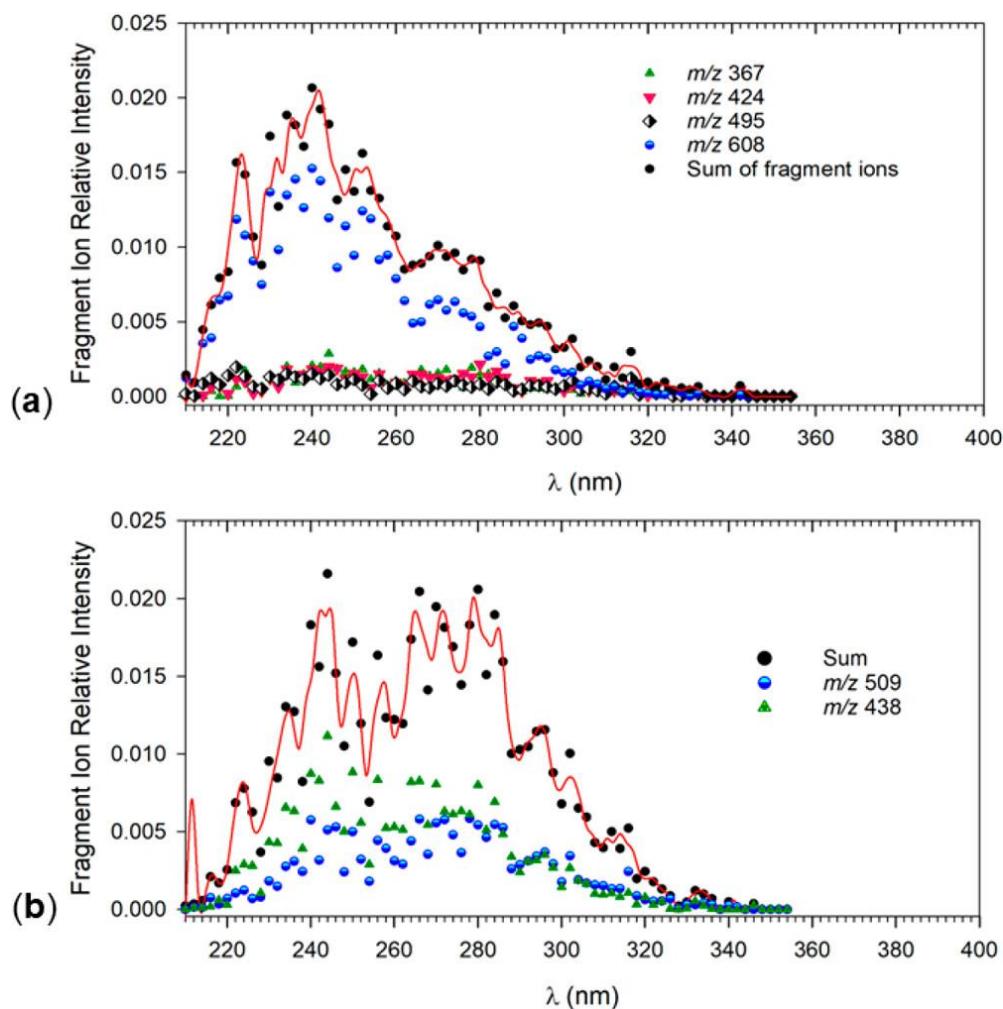 0.025
0.020
0.015
0.010
0.005
0.000
Fragment Ion Relative Intensity
m/z 367
m/z 424
m/z 495
m/z 608
Sum of fragment ions
220 240 260 280 300 320 340 360 380 400
λ (nm)
(a)
0.025
0.020
0.015
0.010
0.005
0.000
Fragment Ion Relative Intensity
Sum
m/z 509
m/z 438
220 240 260 280 300 320 340 360 380 400
λ (nm)
(b)